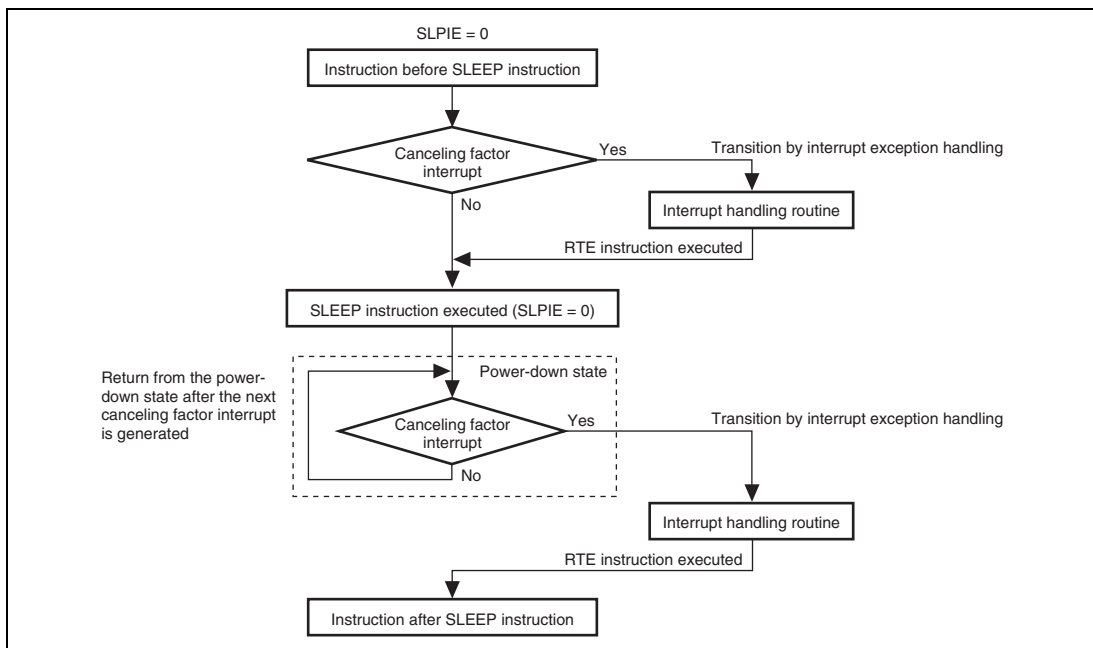 SLPIE = 0
Instruction before SLEEP instruction
Canceling factor
interrupt
Yes
Transition by interrupt exception handling
No
Interrupt handling routine
RTE instruction executed
SLEEP instruction executed (SLPIE = 0)
Return from the power-
down state after the next
canceling factor interrupt
is generated
Power-down state
Canceling factor
interrupt
Yes
Transition by interrupt exception handling
No
Interrupt handling routine
RTE instruction executed
Instruction after SLEEP instruction